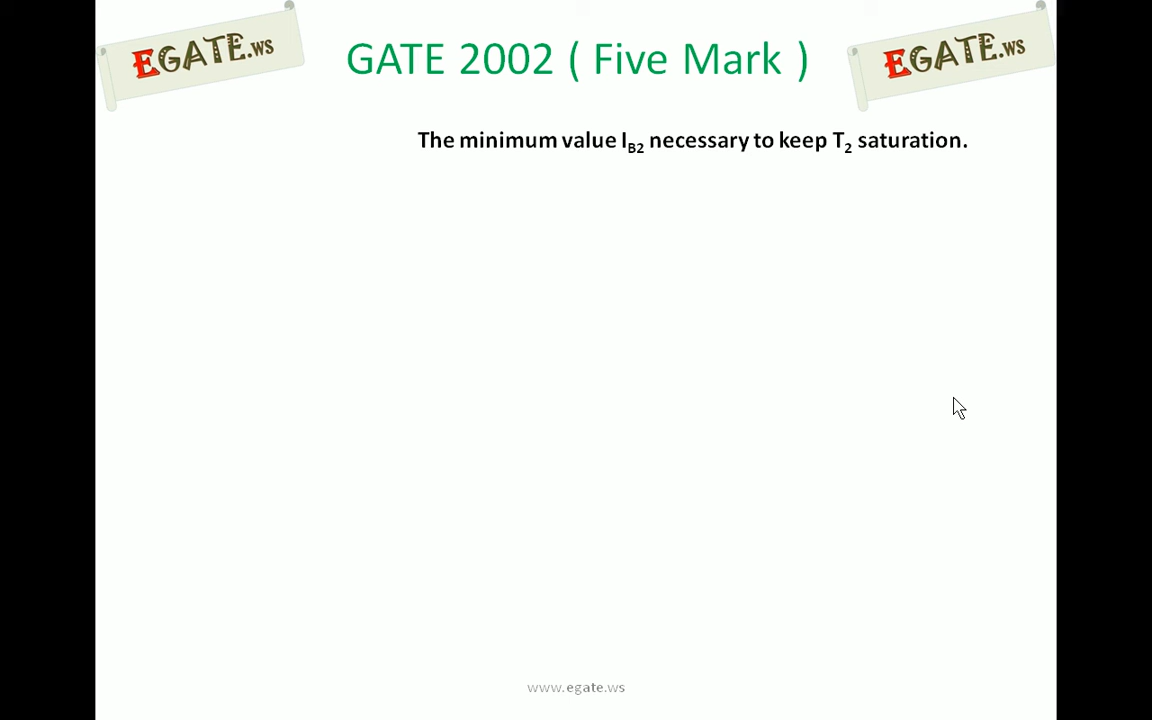 EGATE.ws
GATE 2002 ( Five Mark )
EGATE.ws
The minimum value IB2 necessary to keep T2 saturation.
www.egate.ws